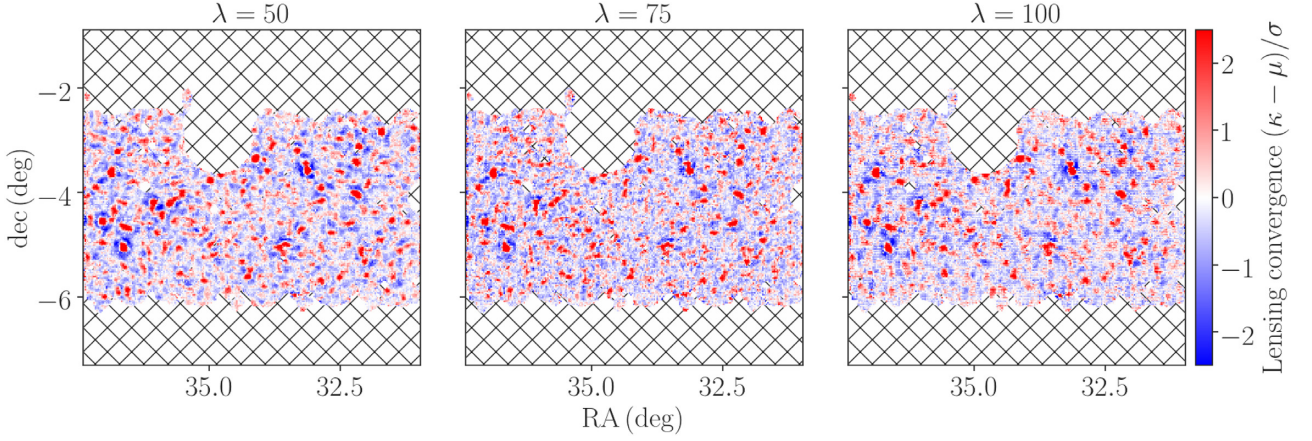 λ = 50
λ = 75
λ = 100
dec (deg)
−2
−4
−6
35.0
32.5
35.0
32.5
35.0
32.5
RA (deg)
2
1
0
−1
−2
Lensing convergence (κ − μ)/σ